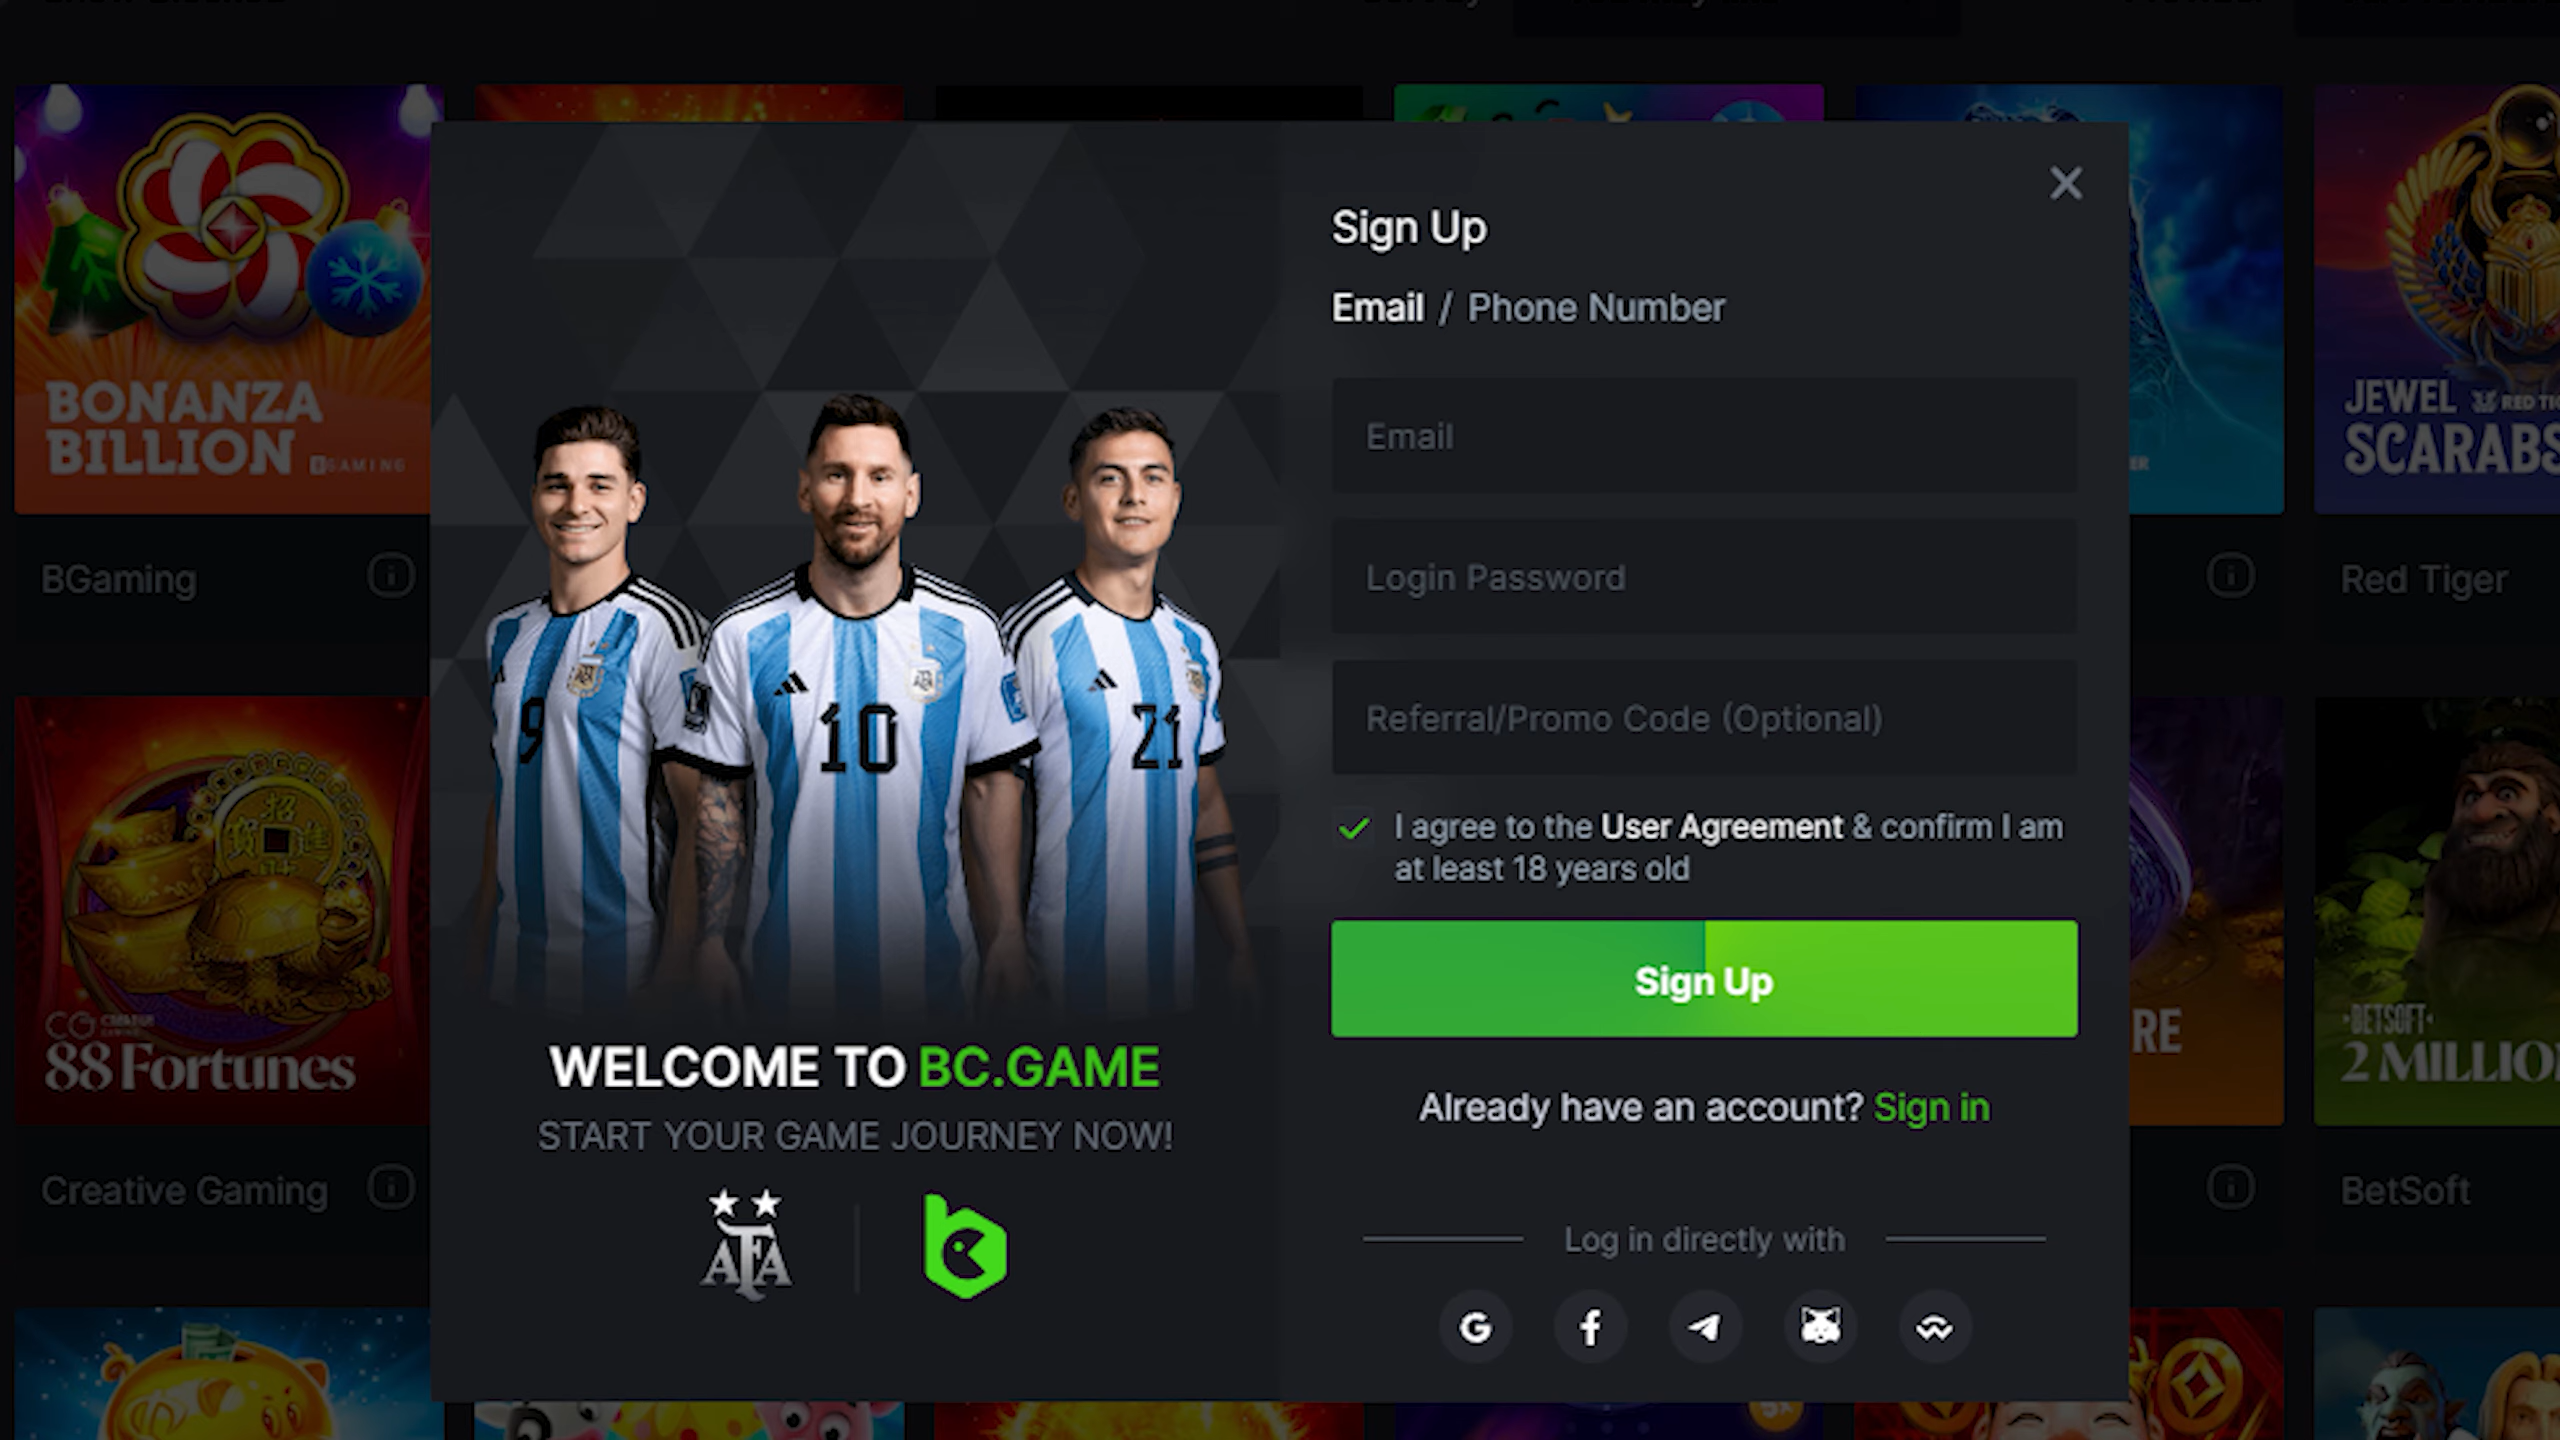 BONANZA
BILLION
BGAMING
BGaming
88 Fortunes
Creative Gaming
9
10
21
AFA
WELCOME TO BC.GAME
START YOUR GAME JOURNEY NOW!
AFA
Sign Up
Email / Phone Number
Email
Login Password
Referral/Promo Code (Optional)
I agree to the User Agreement & confirm I am
at least 18 years old
Sign Up
Already have an account? Sign in
Log in directly with
JEWEL
SCARABS
Red Tiger
RE
BETSOFT
2 MILLIO
BetSoft